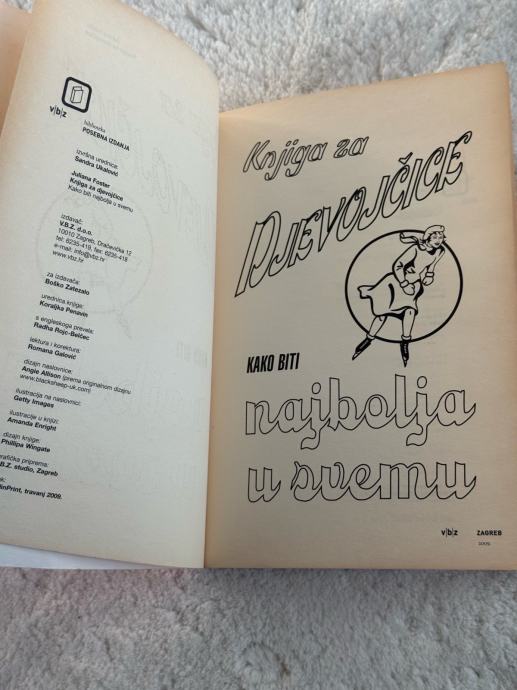 v|b|z
biblioteka
POSEBNA IZDANJA
izvršna urednica:
Sandra Ukalović
Juliana Foster
Knjiga za djevojčice
Kako biti najbolja u svemu
izdavač:
V.B.Z. d.o.o.
10010 Zagreb, Dračevička 12
tel: 6235-419, fax: 6235-418
e-mail: info@vbz.hr
www.vbz.hr
za izdavača:
Boško Zatezalo
urednica knjige:
Koraljka Penavin
s engleskoga prevela:
Radha Rojc-Belčec
lektura i korektura:
Romana Galović
dizajn naslovnice:
Angie Allison (prema originalnom dizajnu
www.blacksheep-uk.com)
ilustracija na naslovnici:
Getty Images
ilustracije u knjizi:
Amanda Enright
dizajn knjige:
Phillipa Wingate
grafička priprema:
B.Z. studio, Zagreb
travanj 2009.
Knjiga za
DJEVOJČICE
KAKO BITI
najbolja
u svemu
v|b|z ZAGREB
2009.